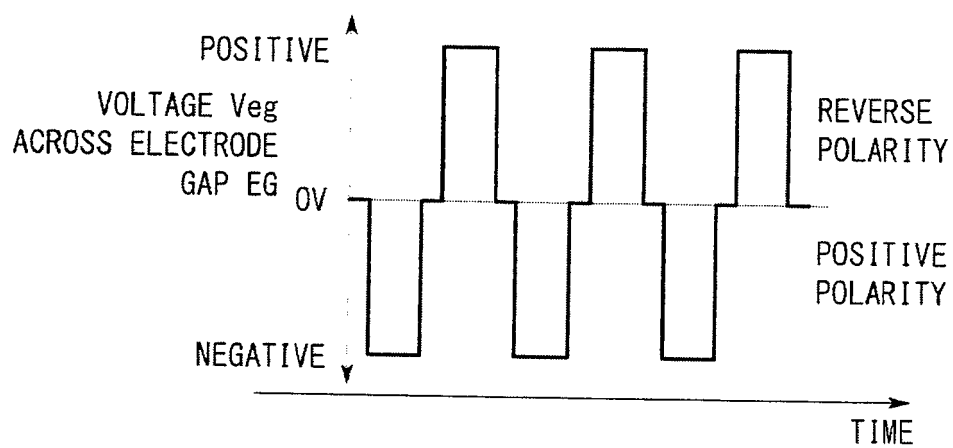 POSITIVE
VOLTAGE Veg
ACROSS ELECTRODE
GAP EG
0V
NEGATIVE
REVERSE
POLARITY
POSITIVE
POLARITY
TIME